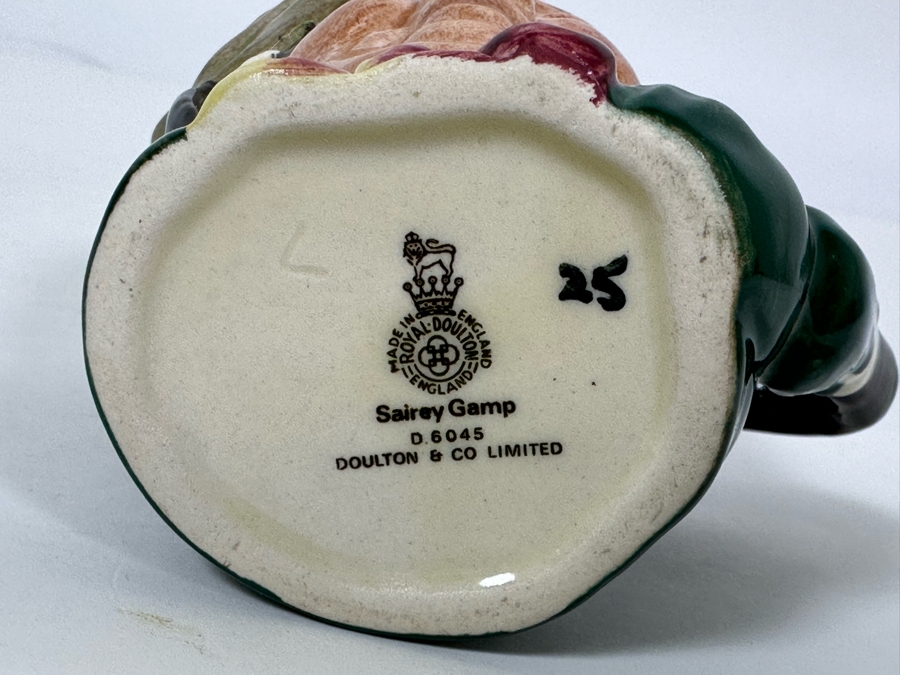 MADE IN ENGLAND
ROYAL·DOULTON
ENGLAND
Sairey Gamp
D.6045
DOULTON & CO LIMITED
25